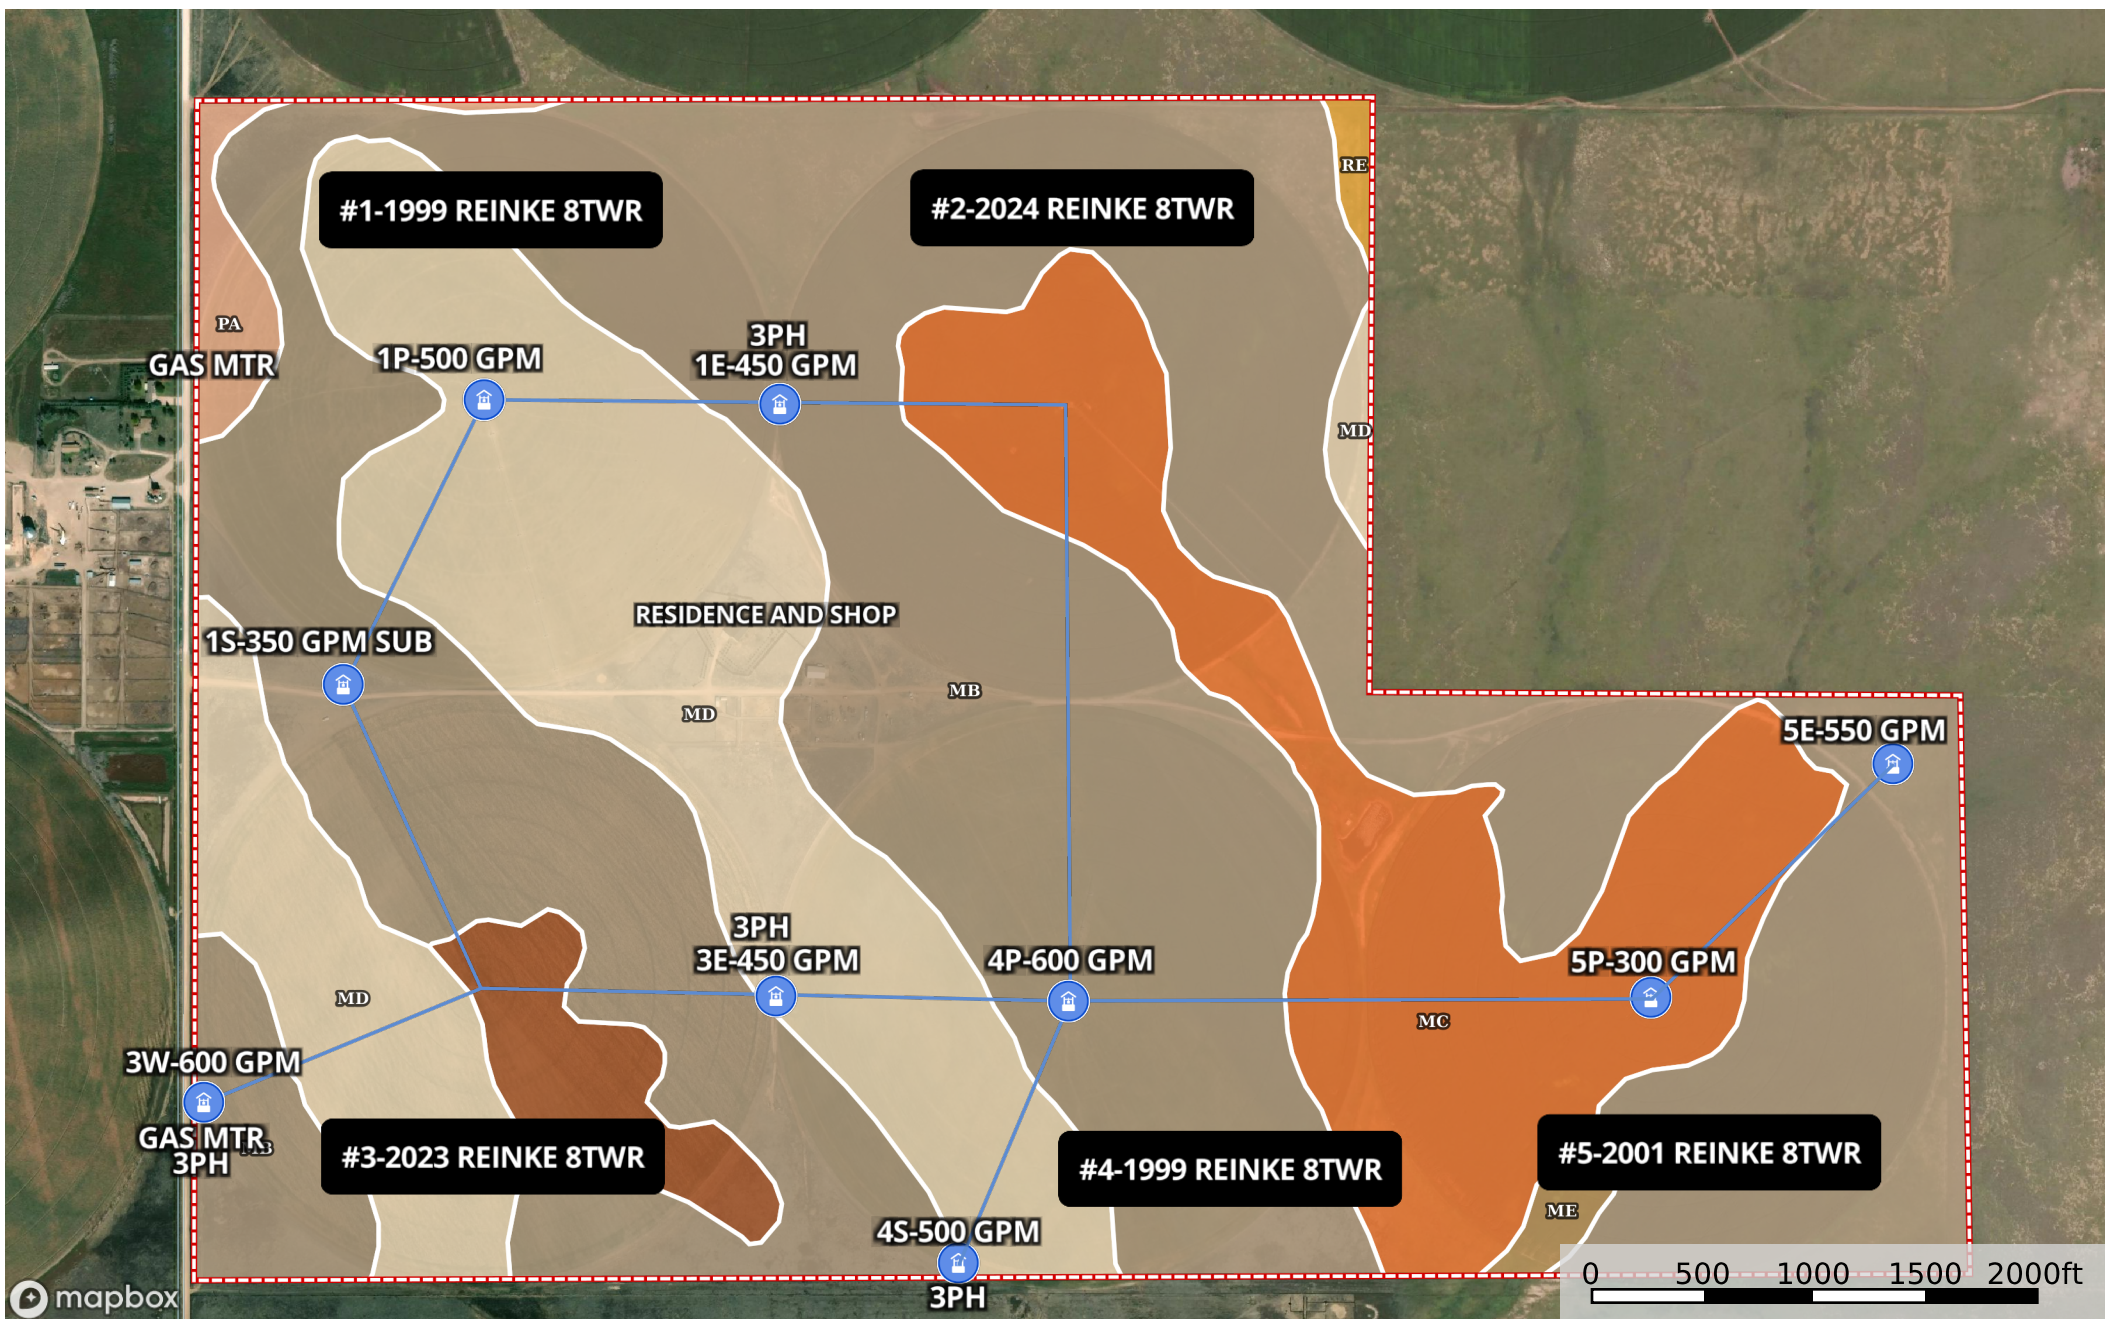 RE
#1-1999 REINKE 8TWR
#2-2024 REINKE 8TWR
PA
GAS MTR
1P-500 GPM
3PH
1E-450 GPM
MD
RESIDENCE AND SHOP
1S-350 GPM SUB
MB
MD
5E-550 GPM
3PH
3E-450 GPM
4P-600 GPM
5P-300 GPM
MD
MC
3W-600 GPM
GAS MTR
3PH
#3-2023 REINKE 8TWR
#4-1999 REINKE 8TWR
#5-2001 REINKE 8TWR
ME
4S-500 GPM
3PH
0 500 1000 1500 2000ft
mapbox